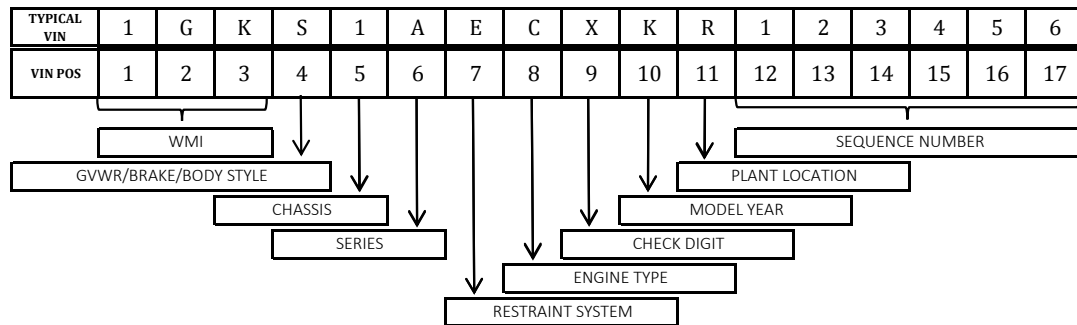 TYPICAL VIN 1 G K S 1 A E C X K R 1 2 3 4 5 6
VIN POS 1 2 3 4 5 6 7 8 9 10 11 12 13 14 15 16 17
WMI SEQUENCE NUMBER
GVWR/BRAKE/BODY STYLE PLANT LOCATION
CHASSIS MODEL YEAR
SERIES CHECK DIGIT
ENGINE TYPE
RESTRAINT SYSTEM